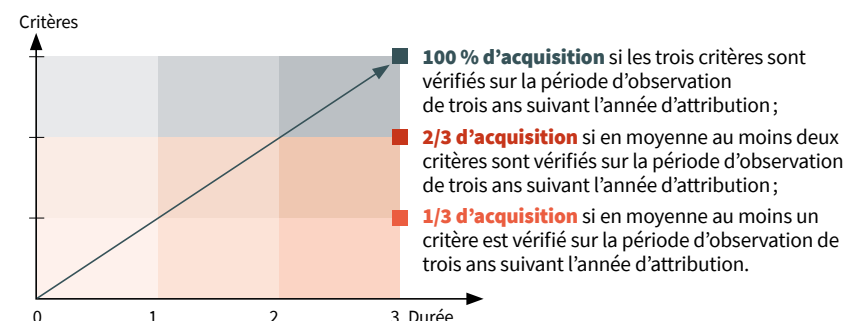 Critères
100 % d’acquisition si les trois critères sont
vérifiés sur la période d’observation
de trois ans suivant l’année d’attribution ;
2/3 d’acquisition si en moyenne au moins deux
critères sont vérifiés sur la période d’observation
de trois ans suivant l’année d’attribution ;
1/3 d’acquisition si en moyenne au moins un
critère est vérifié sur la période d’observation de
trois ans suivant l’année d’attribution.
0 1 2 3 Durée